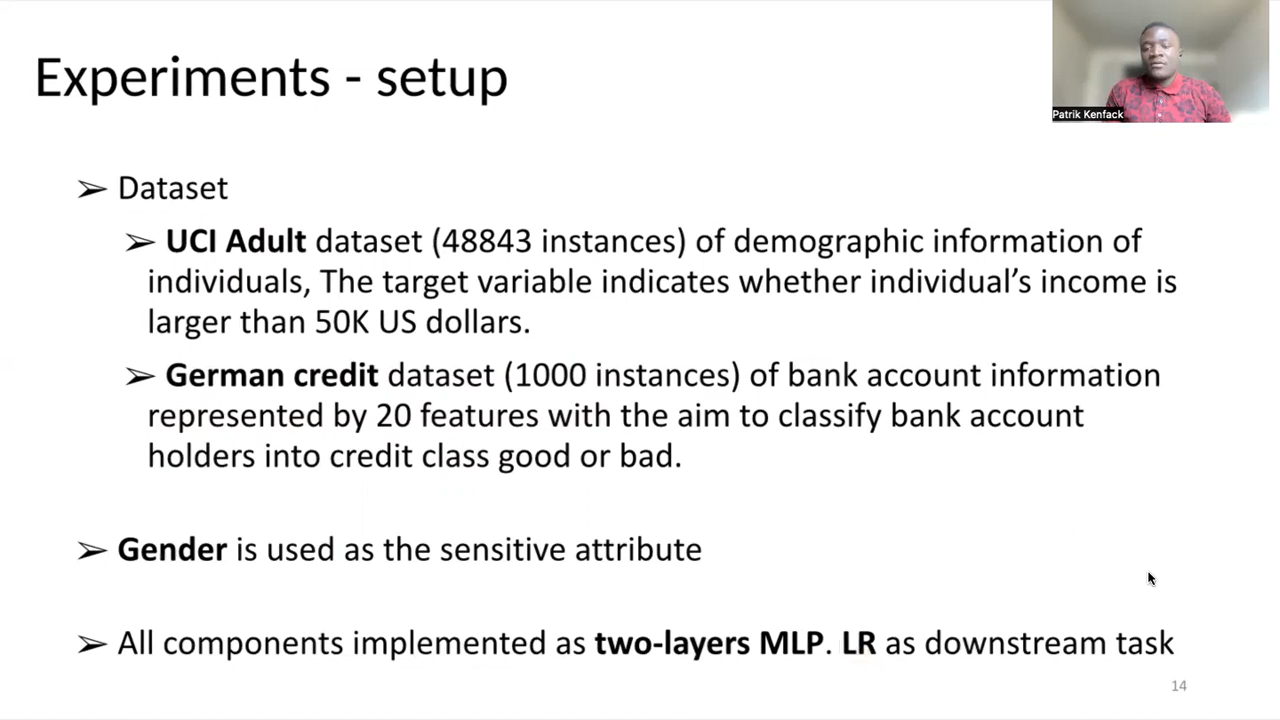 Experiments - setup
Patrik Kenfack
➢ Dataset
➢ UCI Adult dataset (48843 instances) of demographic information of
individuals, The target variable indicates whether individual’s income is
larger than 50K US dollars.
➢ German credit dataset (1000 instances) of bank account information
represented by 20 features with the aim to classify bank account
holders into credit class good or bad.
➢ Gender is used as the sensitive attribute
➢ All components implemented as two-layers MLP. LR as downstream task
14